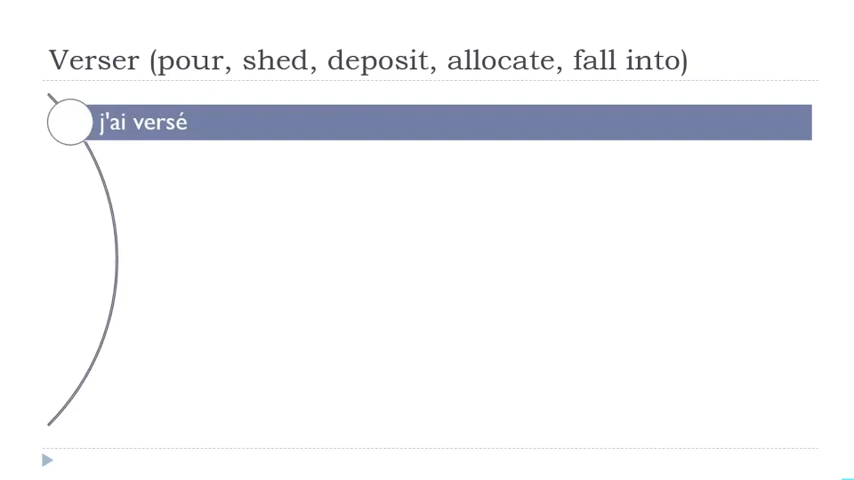 Verser (pour, shed, deposit, allocate, fall into)
j'ai versé